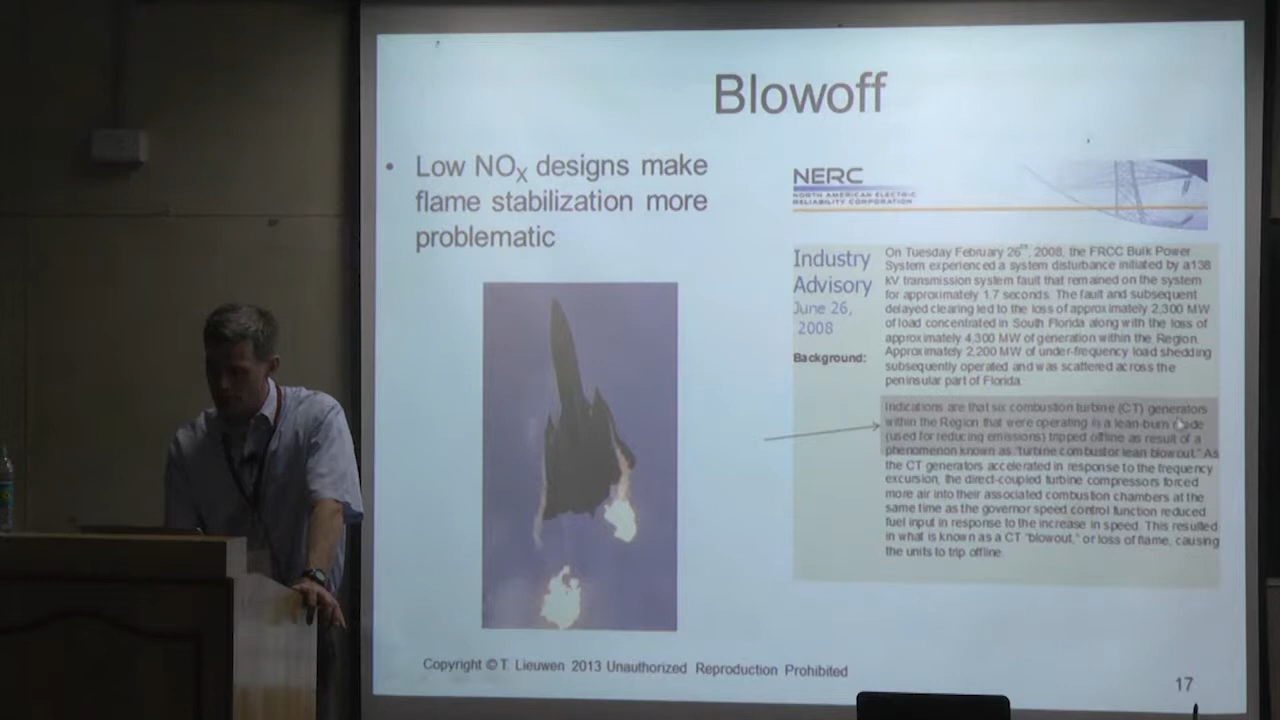 Blowoff
• Low NOX designs make
flame stabilization more
problematic
NERC
NORTH AMERICAN ELECTRIC
RELIABILITY CORPORATION
Industry
Advisory
June 26,
2008
Background:
On Tuesday February 26th, 2008, the FRCC Bulk Power
System experienced a system disturbance initiated by a138
kV transmission system fault that remained on the system
for approximately 1.7 seconds. The fault and subsequent
delayed clearing led to the loss of approximately 2,300 MW
of load concentrated in South Florida along with the loss of
approximately 4,300 MW of generation within the Region.
Approximately 2,200 MW of under-frequency load shedding
subsequently operated and was scattered across the
peninsular part of Florida.
Indications are that six combustion turbine (CT) generators
within the Region that were operating in a lean-burn mode
(used for reducing emissions) tripped offline as result of a
phenomenon known as "turbine combustor lean blowout." As
the CT generators accelerated in response to the frequency
excursion, the direct-coupled turbine compressors forced
more air into their associated combustion chambers at the
same time as the governor speed control function reduced
fuel input in response to the increase in speed. This resulted
in what is known as a CT "blowout," or loss of flame, causing
the units to trip offline.
Copyright © T. Lieuwen 2013 Unauthorized Reproduction Prohibited
17